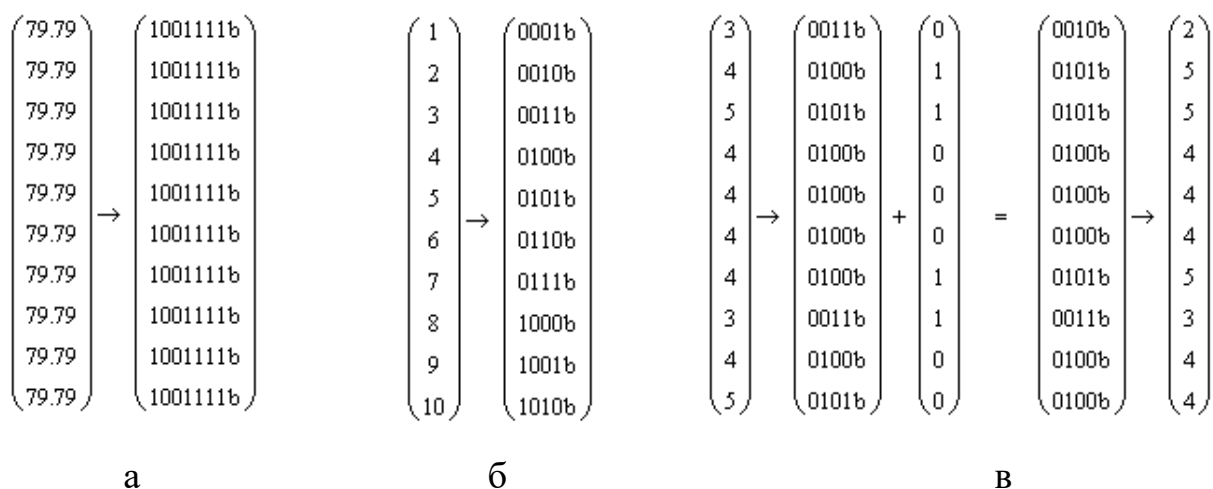 79.79 1001111b 1 0001b 3 0011b 0 0010b 2
79.79 1001111b 2 0010b 4 0100b 1 0101b 5
79.79 1001111b 3 0011b 5 0101b 1 0101b 5
79.79 1001111b 4 0100b 4 0100b 0 0100b 4
79.79 1001111b 5 0101b 4 0100b 0 0100b 4
→ → → + = →
79.79 1001111b 6 0110b 4 0100b 0 0100b 4
79.79 1001111b 7 0111b 4 0100b 1 0101b 5
79.79 1001111b 8 1000b 3 0011b 1 0011b 3
79.79 1001111b 9 1001b 4 0100b 0 0100b 4
79.79 1001111b 10 1010b 5 0101b 0 0100b 4
а б в